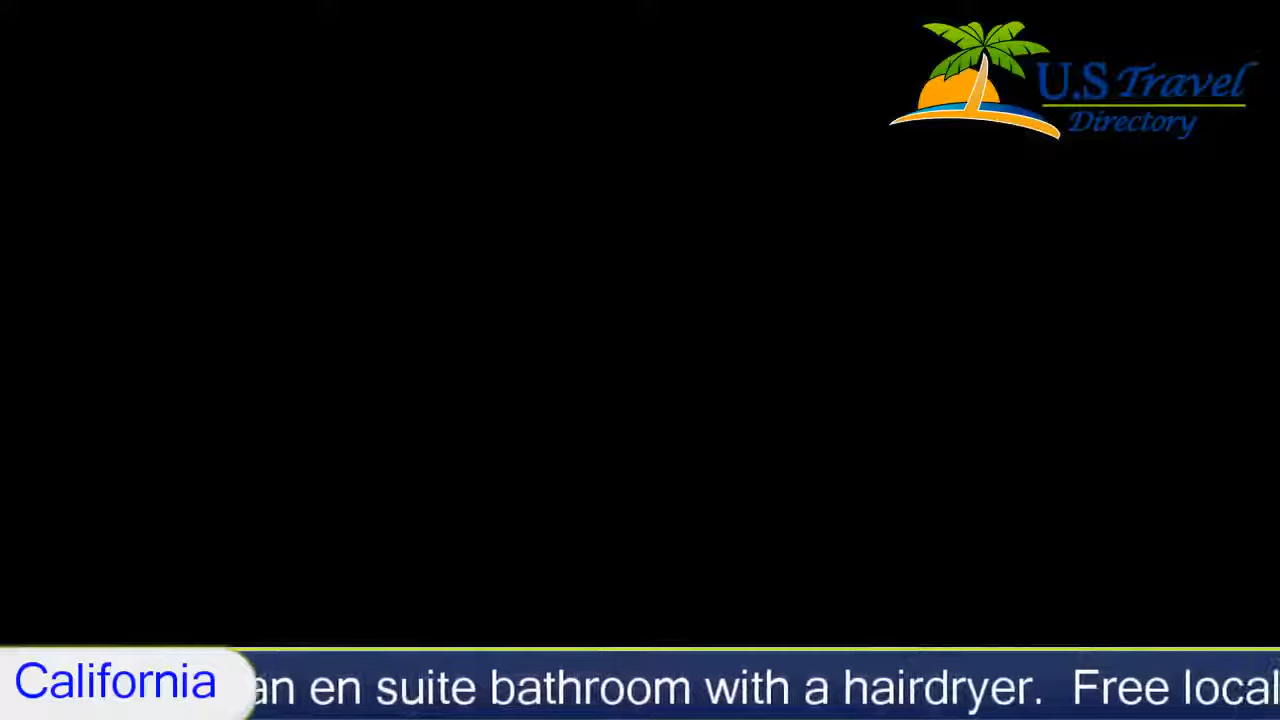 U.S Travel
Directory
California
an en suite bathroom with a hairdryer.  Free local